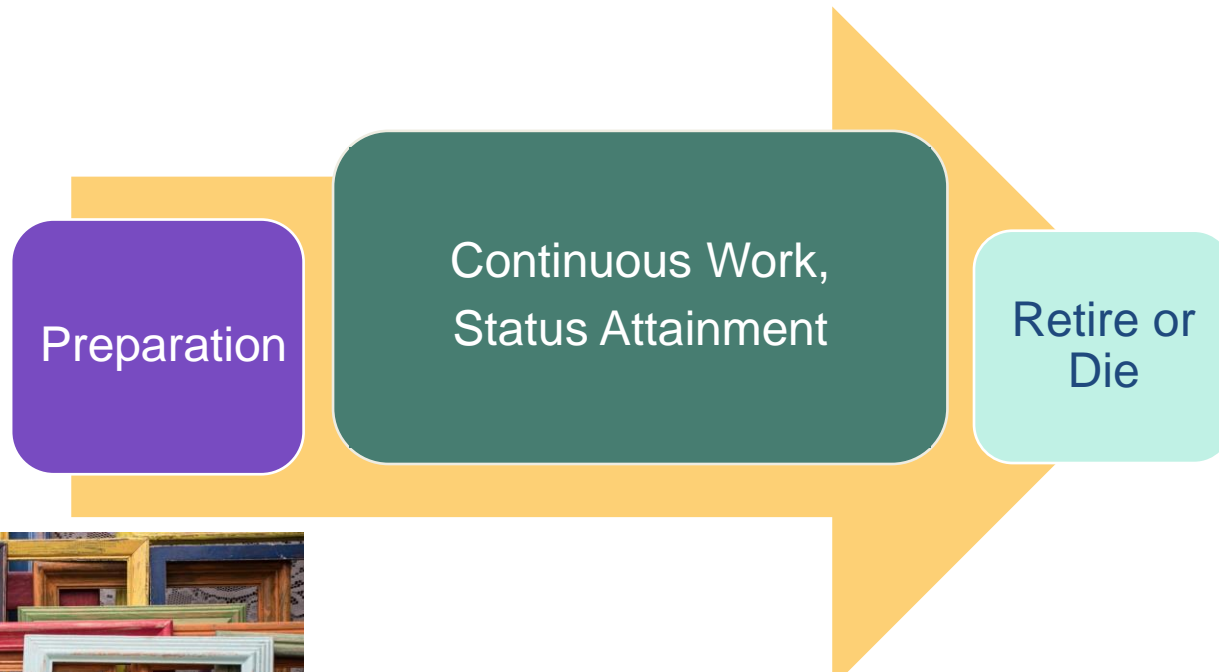 Preparation
Continuous Work,
Status Attainment
Retire or
Die